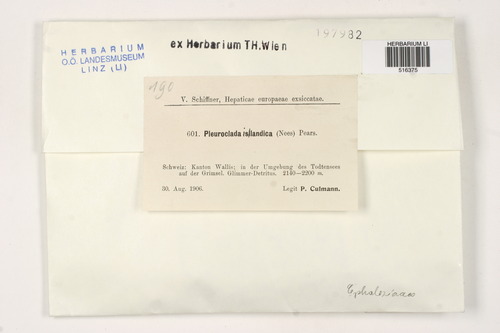 HERBARIUM
O.Ö. LANDESMUSEUM
LINZ (LI)
ex Herbarium TH.Wien
197982
HERBARIUM LI
516375
190
V. Schiffner, Hepaticae europaeae exsiccatae.
601. Pleuroclada islandica (Nees) Pears.
Schweiz: Kanton Wallis; in der Umgebung des Todtensees
auf der Grimsel. Glimmer-Detritus. 2140—2200 m.
30. Aug. 1906. Legit P. Culmann.